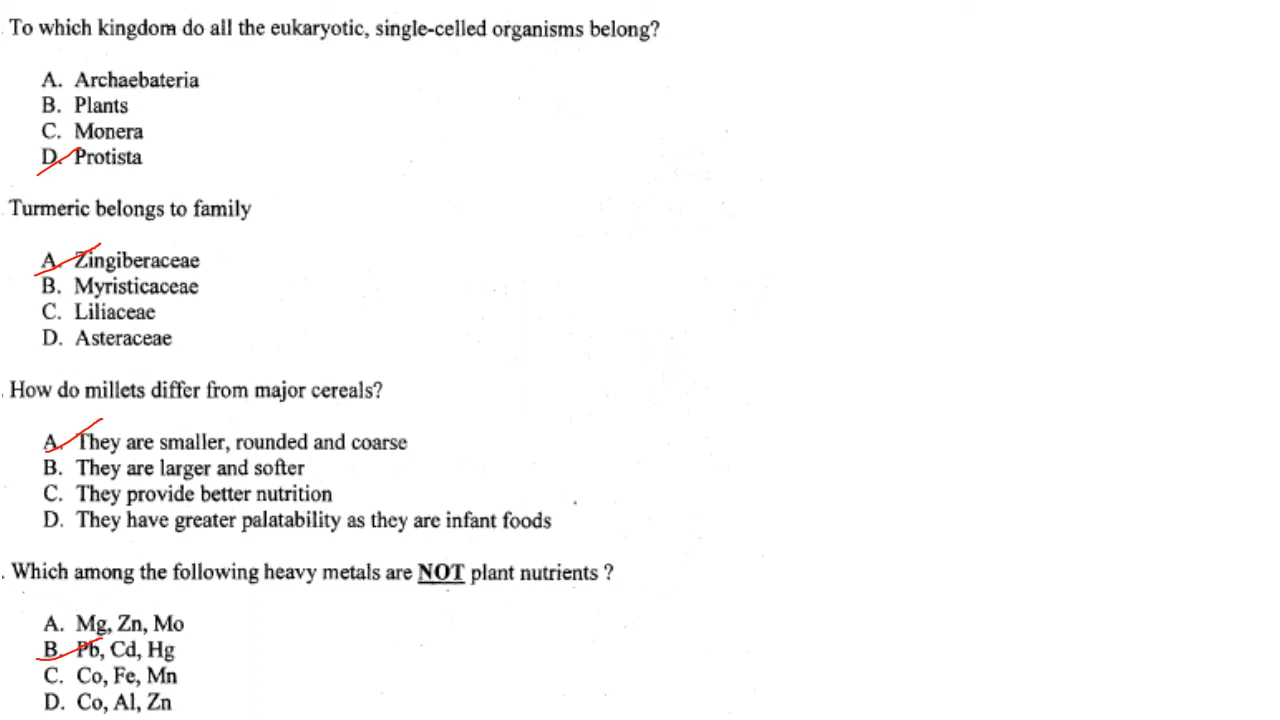 To which kingdom do all the eukaryotic, single-celled organisms belong?
A. Archaebateria
B. Plants
C. Monera
D. Protista
Turmeric belongs to family
A. Zingiberaceae
B. Myristicaceae
C. Liliaceae
D. Asteraceae
. How do millets differ from major cereals?
A. They are smaller, rounded and coarse
B. They are larger and softer
C. They provide better nutrition
D. They have greater palatability as they are infant foods
. Which among the following heavy metals are NOT plant nutrients ?
A. Mg, Zn, Mo
B. Pb, Cd, Hg
C. Co, Fe, Mn
D. Co, Al, Zn